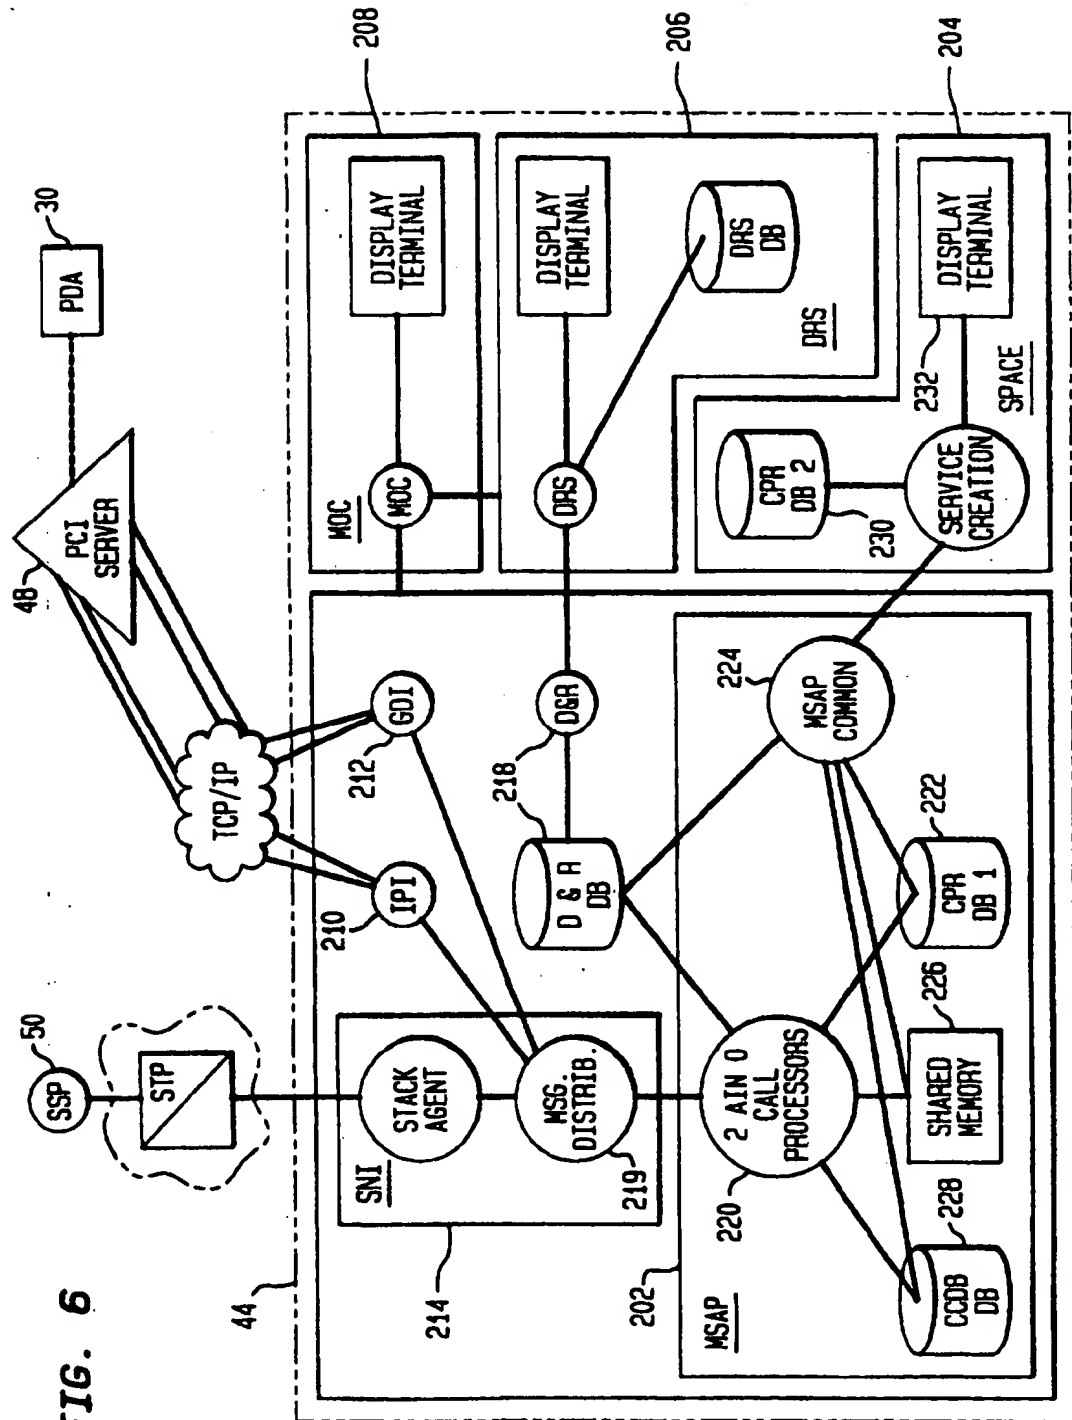 FIG. 6
44
SSP
50
STP
48
PCI
SERVER
PDA
30
TCP/IP
214
SNI
STACK
AGENT
MSG.
DISTRIB.
219
210
IPI
212
GDI
218
D & R
DB
D&R
MOC
MOC
DISPLAY
TERMINAL
208
DRS
DISPLAY
TERMINAL
DRS
DB
DRS
206
202
MSAP
220
2 AIN 0
CALL
PROCESSORS
224
MSAP
COMMON
CCDB
DB
228
SHARED
MEMORY
226
CPR
DB 1
222
CPR
DB 2
230
SERVICE
CREATION
232
DISPLAY
TERMINAL
SPACE
204